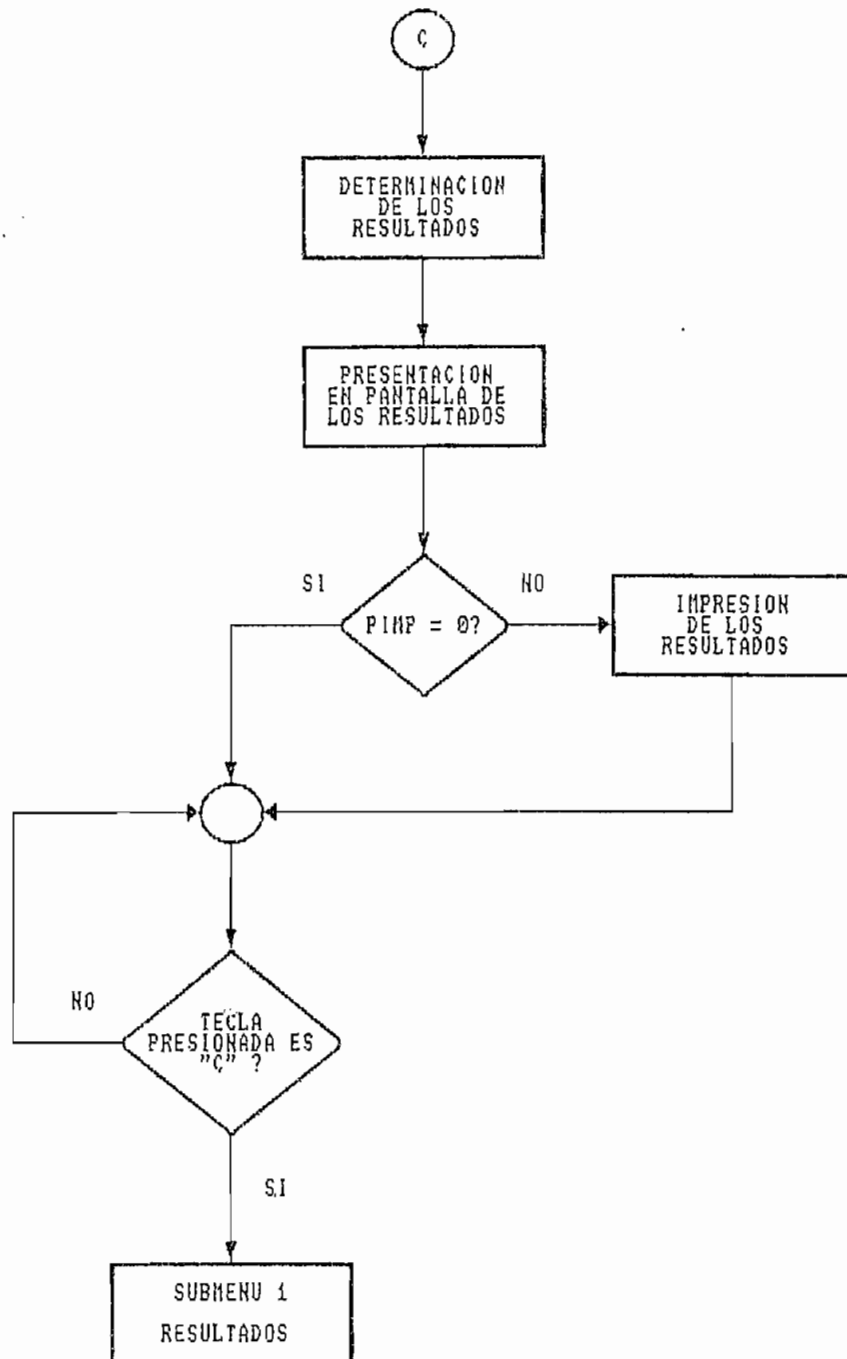 C
DETERMINACION
DE LOS
RESULTADOS
PRESENTACION
EN PANTALLA DE
LOS RESULTADOS
SI
NO
PIMP = 0?
IMPRESION
DE LOS
RESULTADOS
NO
TECLA
PRESIONADA ES
"C" ?
SI
SUBMENU 1
RESULTADOS